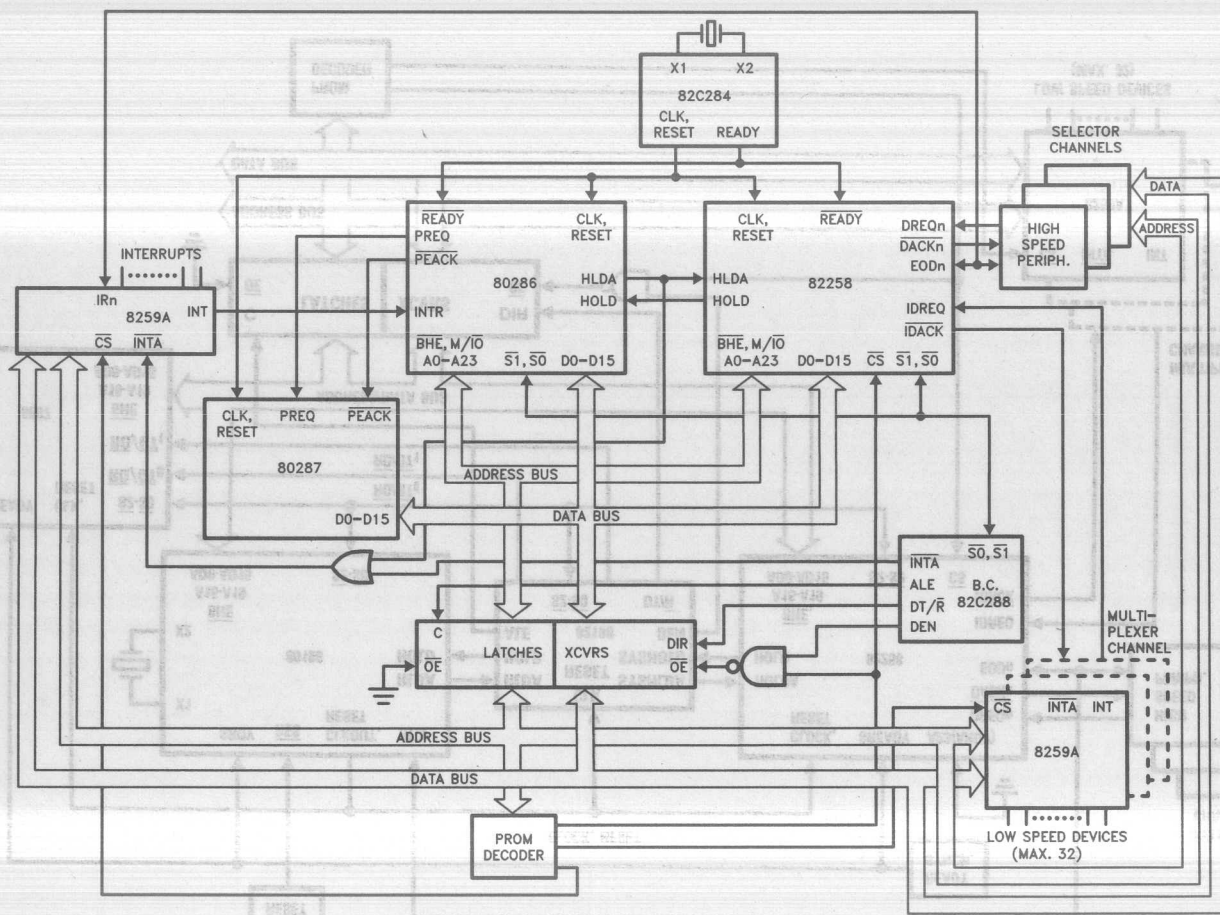 X1 X2
82C284
CLK, RESET READY
SELECTOR CHANNELS
DATA
ADDRESS
HIGH SPEED PERIPH.
READY
PREQ
PEACK
CLK, RESET
80286
HLDA
HOLD
INTR
BHE, M/IO
A0–A23
S1, S0
D0–D15
CLK, RESET
READY
DREQn
DACKn
EODn
82258
HLDA
HOLD
IDREQ
IDACK
BHE, M/IO
A0–A23
D0–D15
CS
S1, S0
INTERRUPTS
IRn
8259A
INT
CS
INTA
CLK, RESET
PREQ
PEACK
80287
D0–D15
ADDRESS BUS
DATA BUS
S0, S1
INTA
ALE
DT/R
DEN
B.C.
82C288
C
OE
LATCHES
XCVRS
DIR
OE
MULTI-
PLEXER
CHANNEL
CS
INTA
INT
8259A
ADDRESS BUS
DATA BUS
PROM
DECODER
LOW SPEED DEVICES
(MAX. 32)